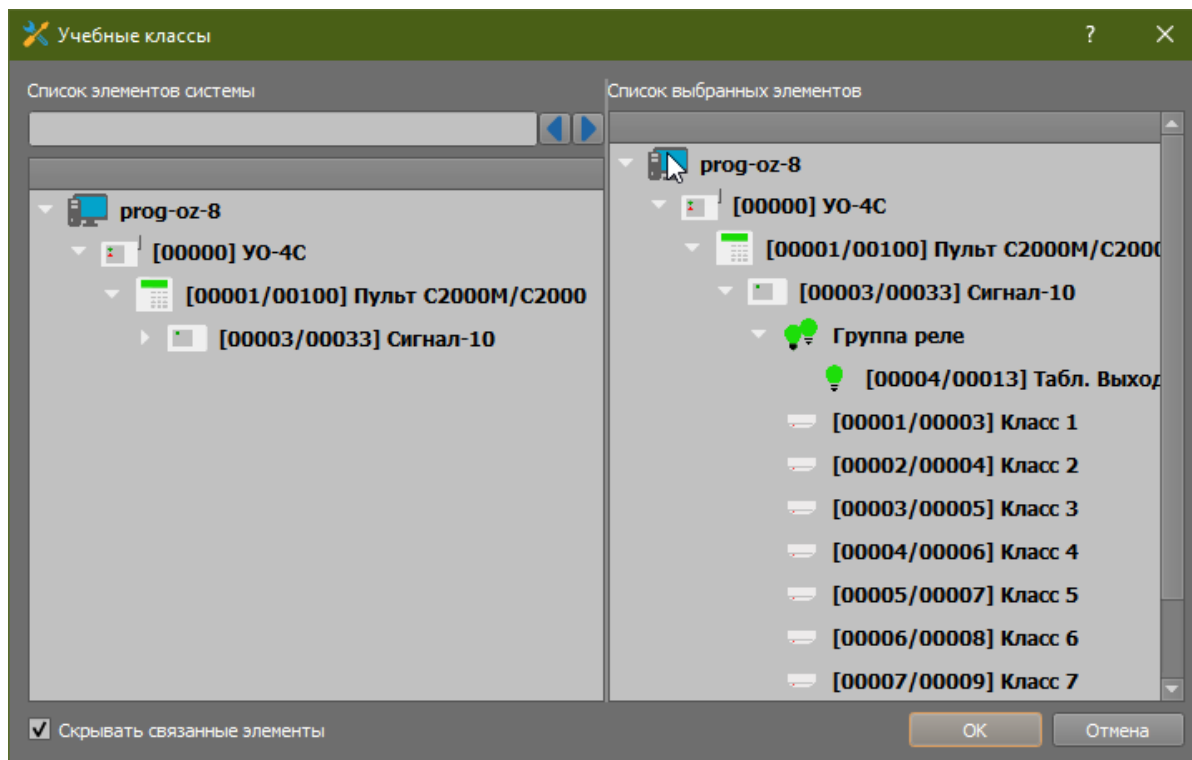 Учебные классы
?
Список элементов системы
prog-oz-8
[00000] УО-4С
[00001/00100] Пульт С2000М/С2000
[00003/00033] Сигнал-10
Список выбранных элементов
prog-oz-8
[00000] УО-4С
[00001/00100] Пульт С2000М/С200
[00003/00033] Сигнал-10
Группа реле
[00004/00013] Табл. Выход
[00001/00003] Класс 1
[00002/00004] Класс 2
[00003/00005] Класс 3
[00004/00006] Класс 4
[00005/00007] Класс 5
[00006/00008] Класс 6
[00007/00009] Класс 7
Скрывать связанные элементы
OK
Отмена